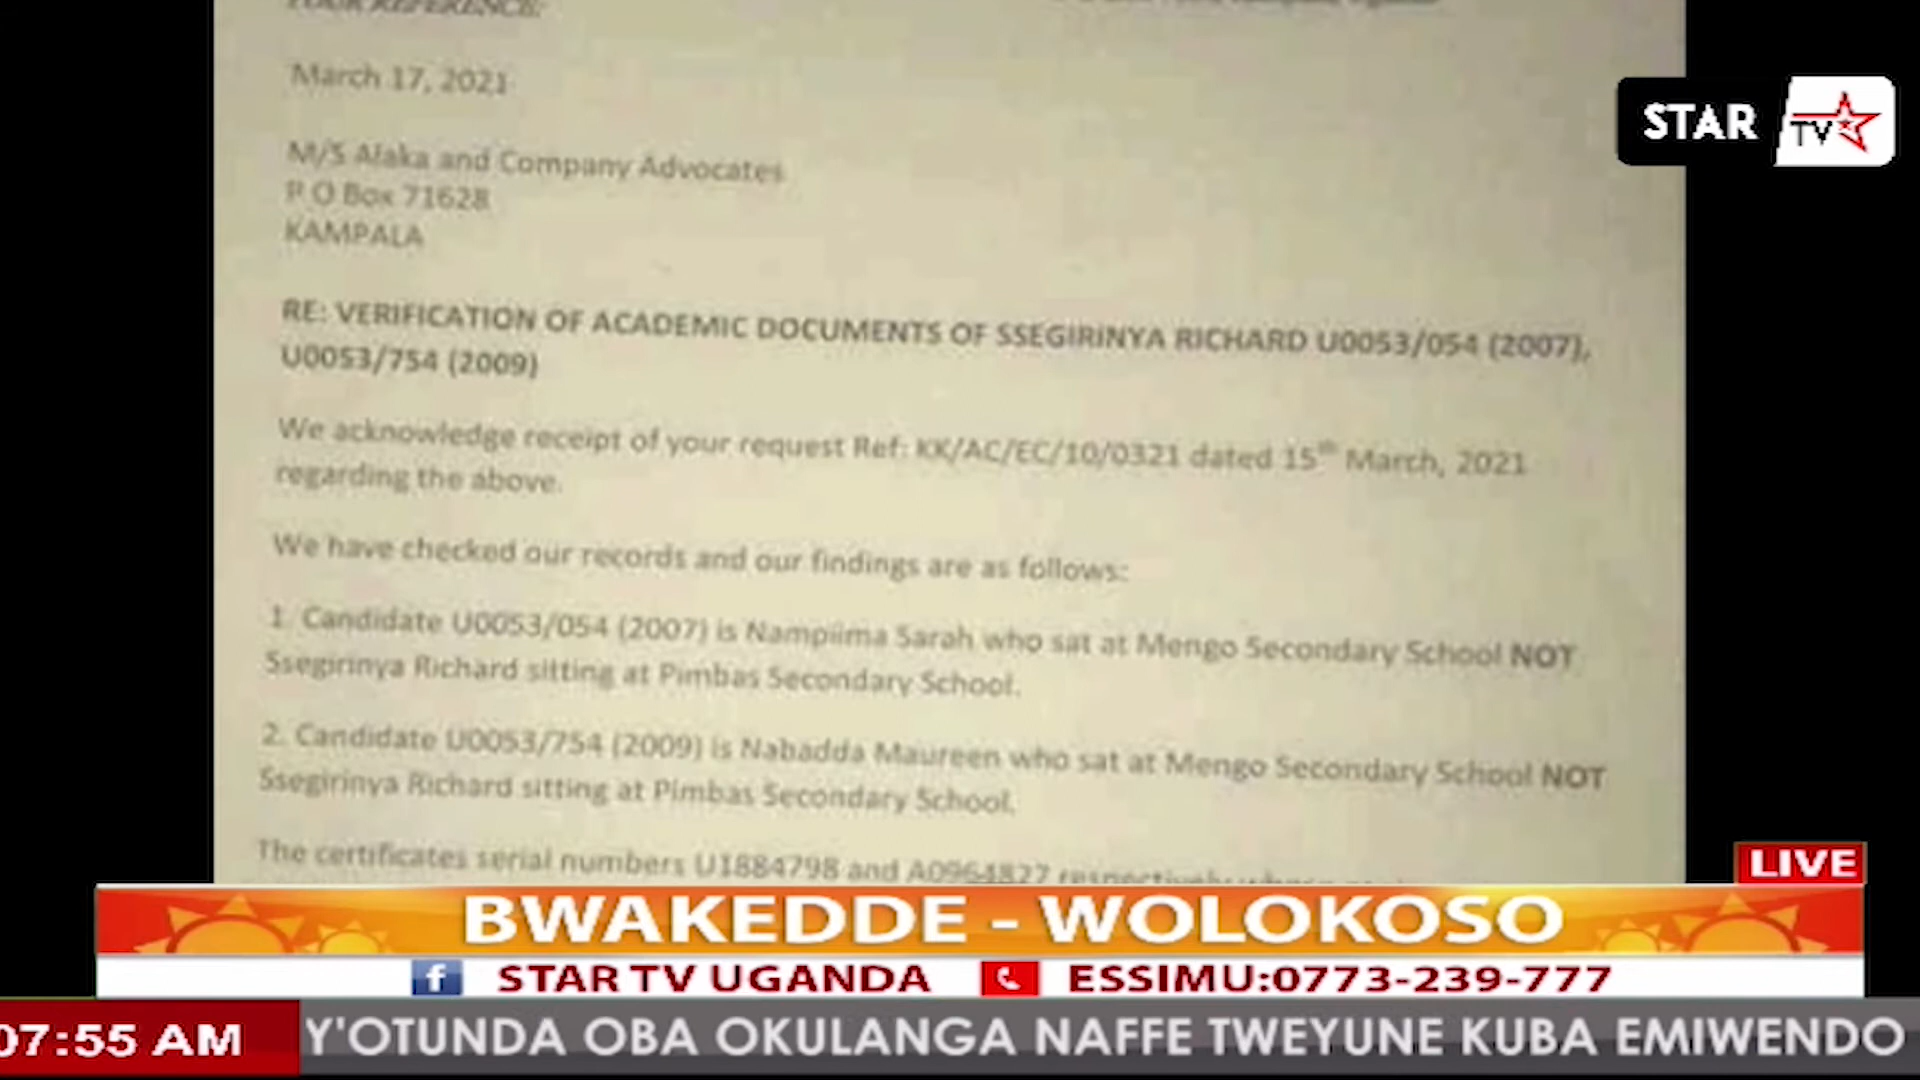 YOUR REFERENCE:
March 17, 2021
STAR TV
M/S Alaka and Company Advocates
P O Box 71628
KAMPALA
RE: VERIFICATION OF ACADEMIC DOCUMENTS OF SSEGIRINYA RICHARD U0053/054 (2007),
U0053/754 (2009)
We acknowledge receipt of your request Ref: KK/AC/EC/10/0321 dated 15th March, 2021
regarding the above.
We have checked our records and our findings are as follows:
1. Candidate U0053/054 (2007) is Nampiima Sarah who sat at Mengo Secondary School NOT
Ssegirinya Richard sitting at Pimbas Secondary School.
2. Candidate U0053/754 (2009) is Nabadda Maureen who sat at Mengo Secondary School NOT
Ssegirinya Richard sitting at Pimbas Secondary School.
The certificates serial numbers U1884798 and A0964827 respectively
LIVE
BWAKEDDE - WOLOKOSO
f STAR TV UGANDA ESSIMU:0773-239-777
07:55 AM Y'OTUNDA OBA OKULANGA NAFFE TWEYUNE KUBA EMIWENDO